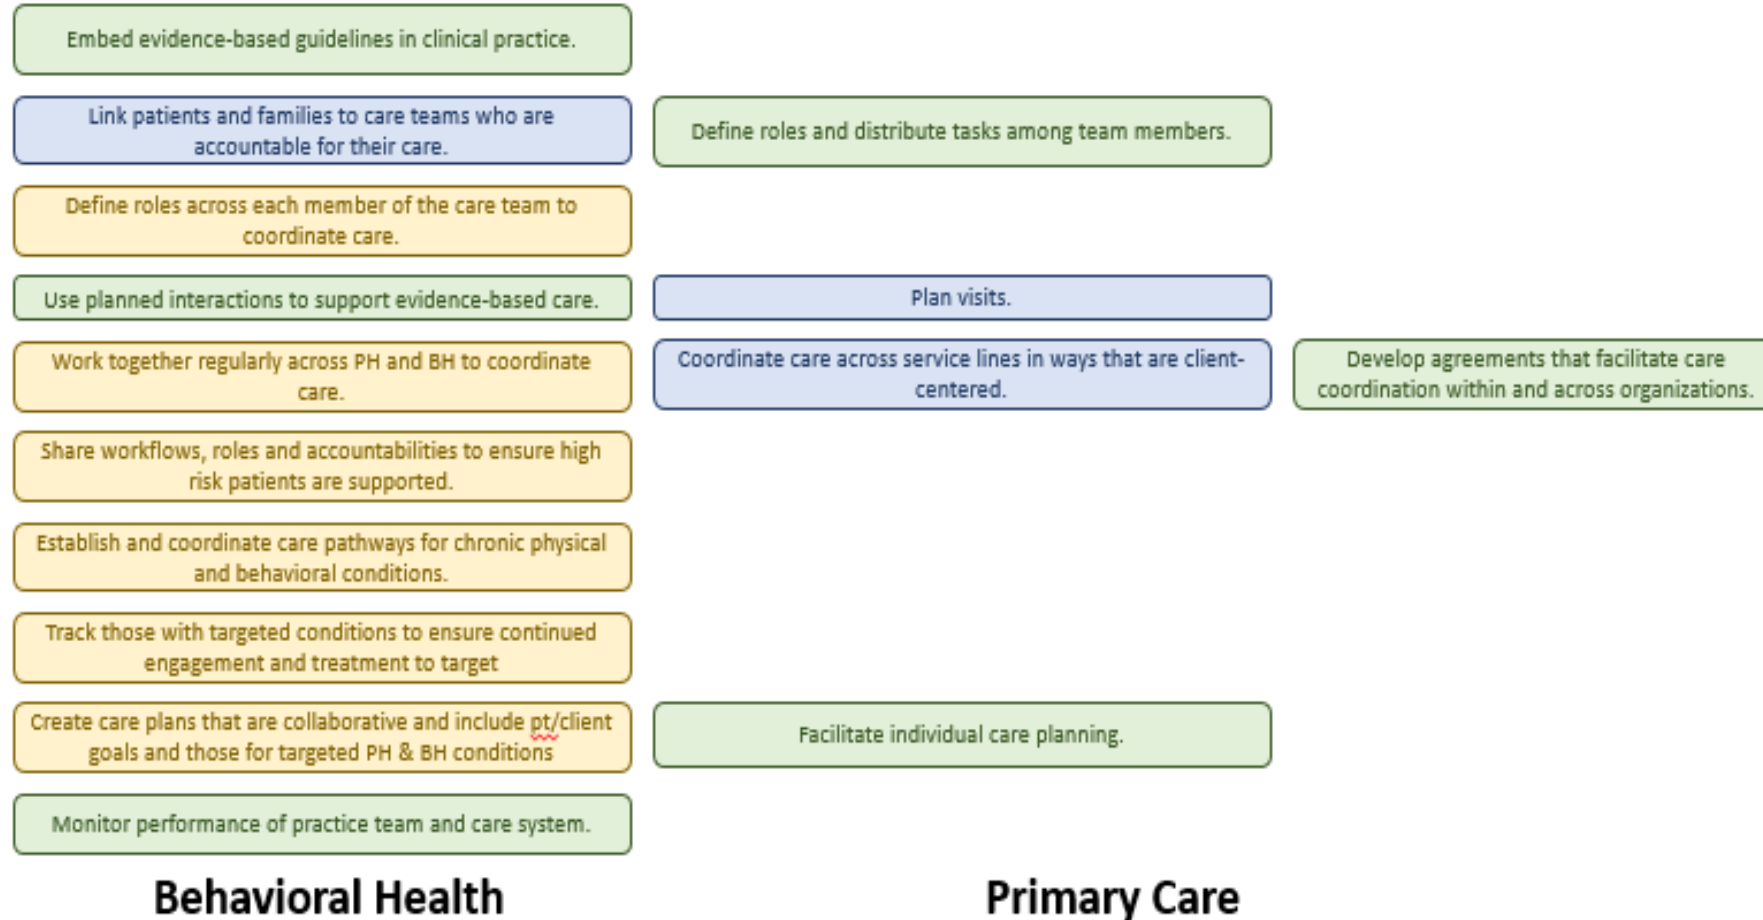 Embed evidence-based guidelines in clinical practice.
Link patients and families to care teams who are
accountable for their care.
Define roles and distribute tasks among team members.
Define roles across each member of the care team to
coordinate care.
Use planned interactions to support evidence-based care.
Plan visits.
Work together regularly across PH and BH to coordinate
care.
Coordinate care across service lines in ways that are client-
centered.
Develop agreements that facilitate care
coordination within and across organizations.
Share workflows, roles and accountabilities to ensure high
risk patients are supported.
Establish and coordinate care pathways for chronic physical
and behavioral conditions.
Track those with targeted conditions to ensure continued
engagement and treatment to target
Create care plans that are collaborative and include pt/client
goals and those for targeted PH & BH conditions
Facilitate individual care planning.
Monitor performance of practice team and care system.
Behavioral Health
Primary Care